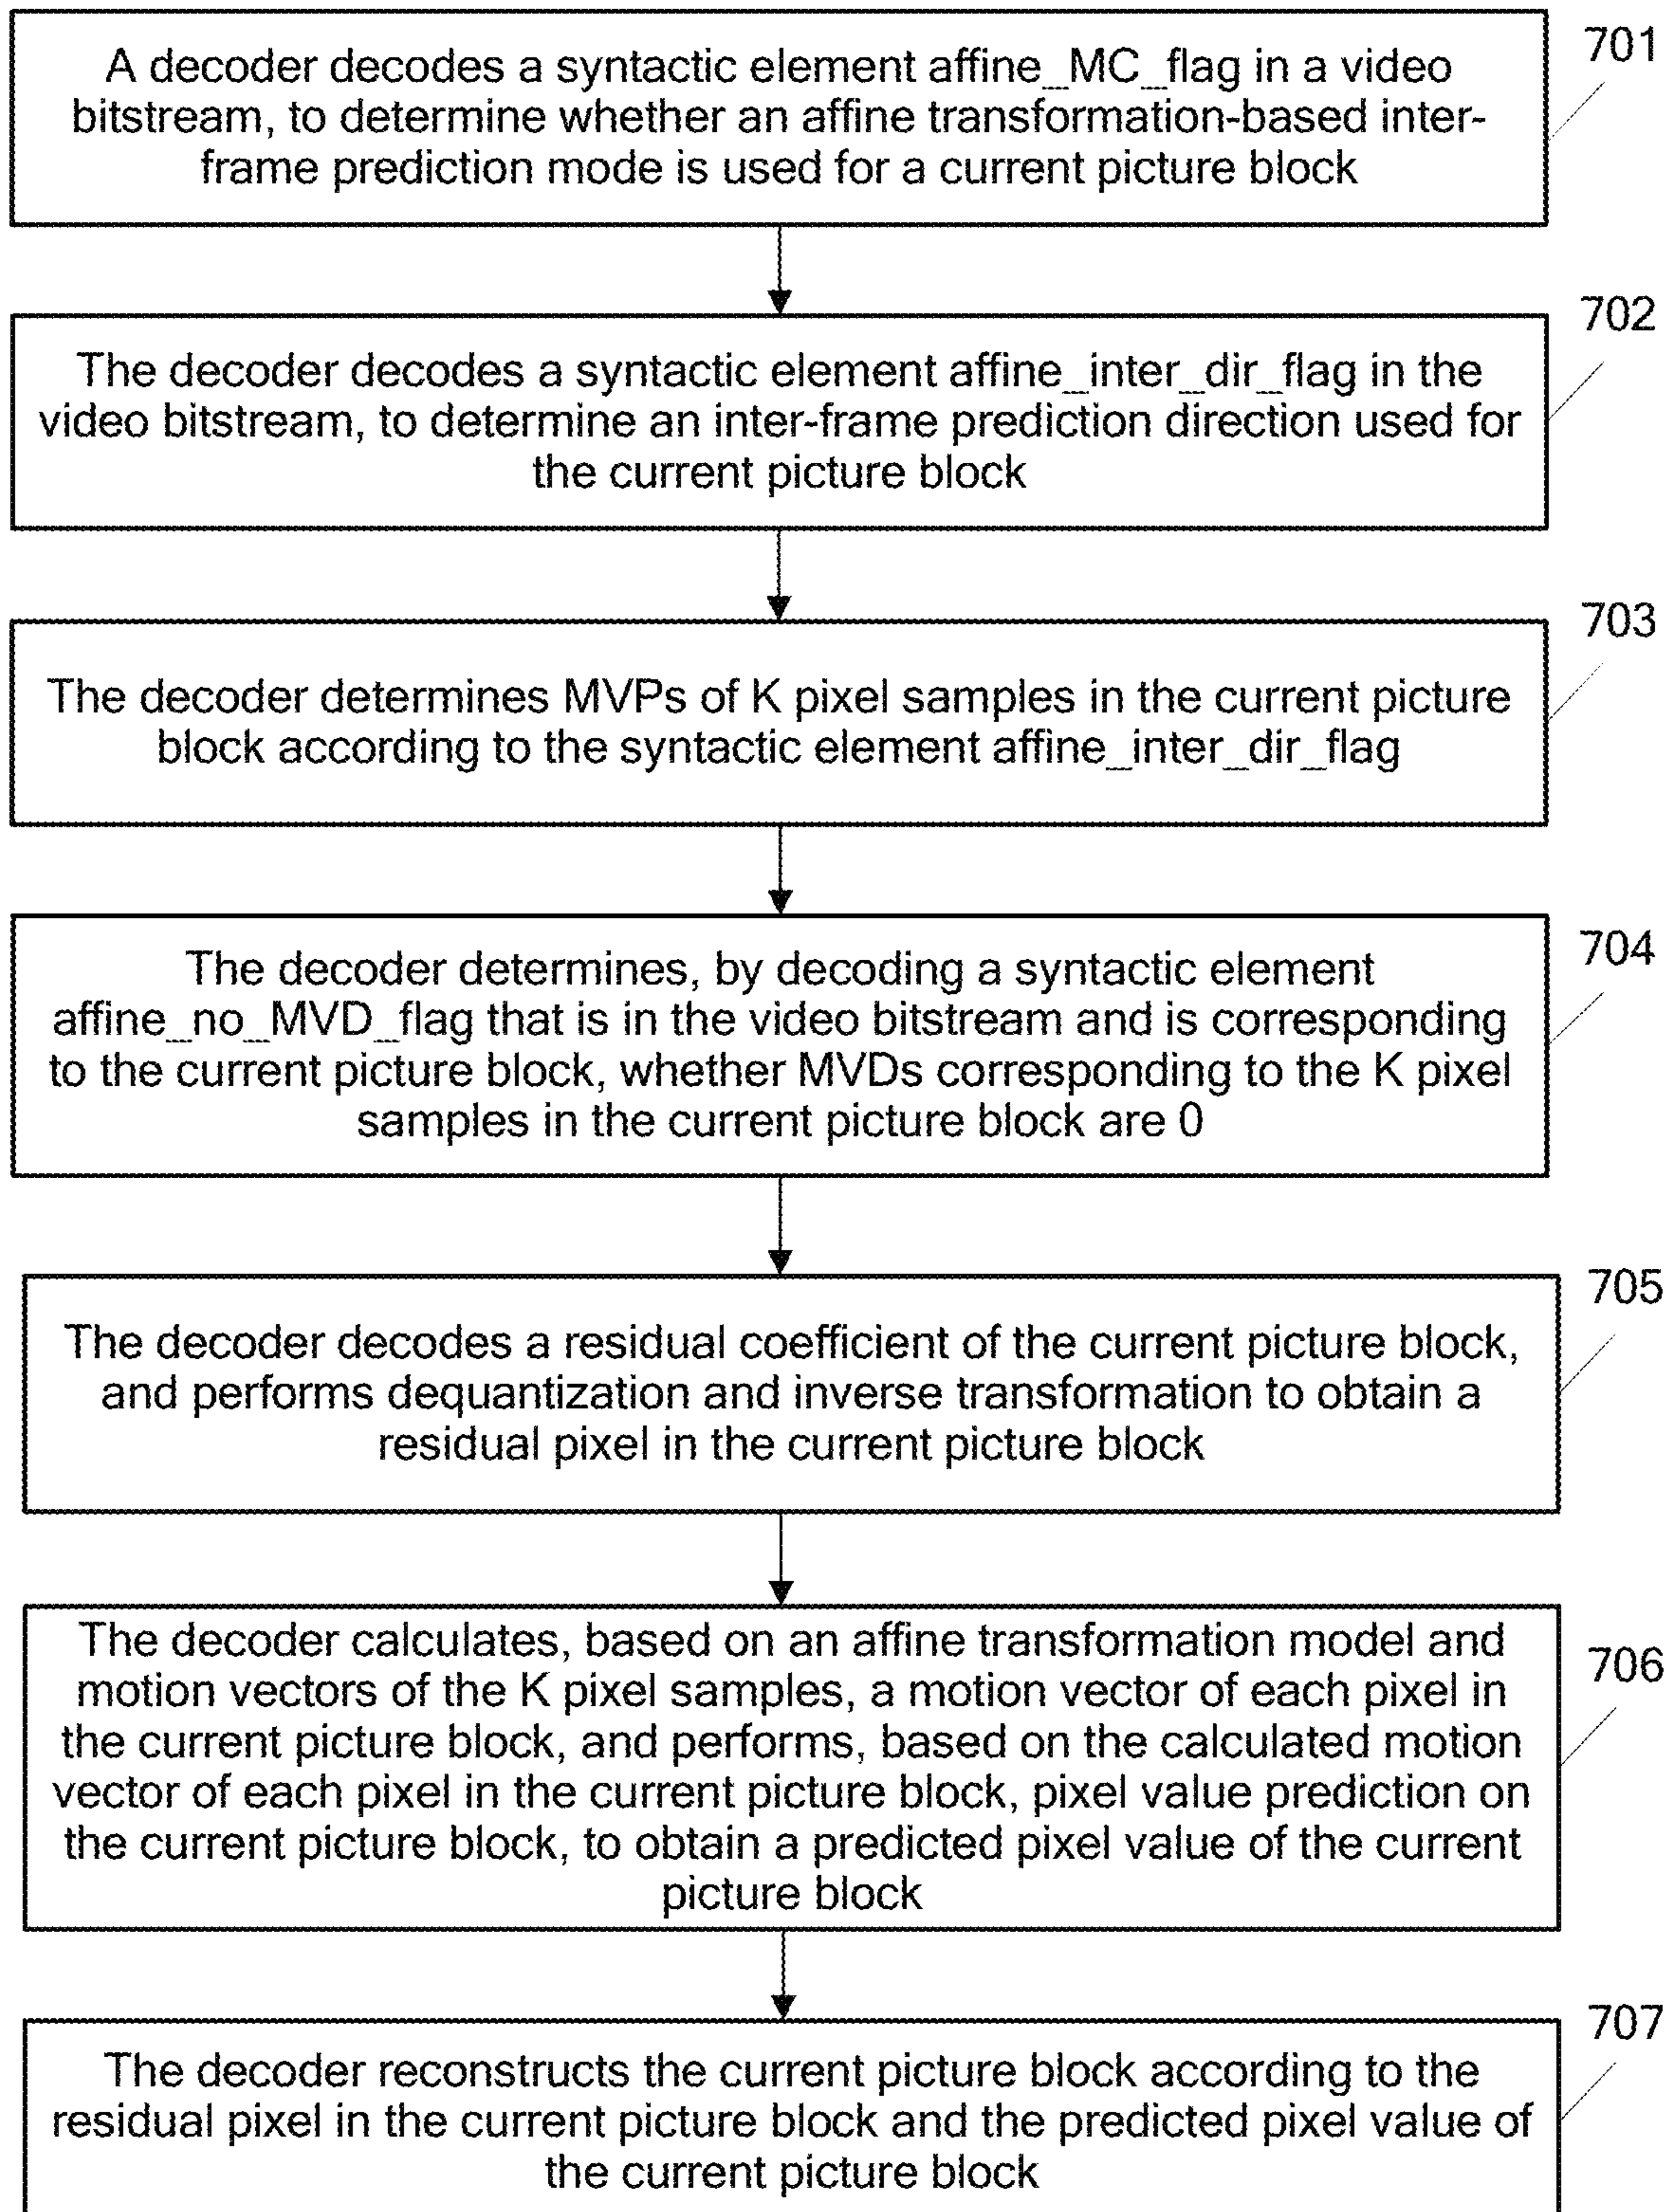 701
A decoder decodes a syntactic element affine_MC_flag in a video
bitstream, to determine whether an affine transformation-based inter-
frame prediction mode is used for a current picture block
702
The decoder decodes a syntactic element affine_inter_dir_flag in the
video bitstream, to determine an inter-frame prediction direction used for
the current picture block
703
The decoder determines MVPs of K pixel samples in the current picture
block according to the syntactic element affine_inter_dir_flag
704
The decoder determines, by decoding a syntactic element
affine_no_MVD_flag that is in the video bitstream and is corresponding
to the current picture block, whether MVDs corresponding to the K pixel
samples in the current picture block are 0
705
The decoder decodes a residual coefficient of the current picture block,
and performs dequantization and inverse transformation to obtain a
residual pixel in the current picture block
706
The decoder calculates, based on an affine transformation model and
motion vectors of the K pixel samples, a motion vector of each pixel in
the current picture block, and performs, based on the calculated motion
vector of each pixel in the current picture block, pixel value prediction on
the current picture block, to obtain a predicted pixel value of the current
picture block
707
The decoder reconstructs the current picture block according to the
residual pixel in the current picture block and the predicted pixel value of
the current picture block